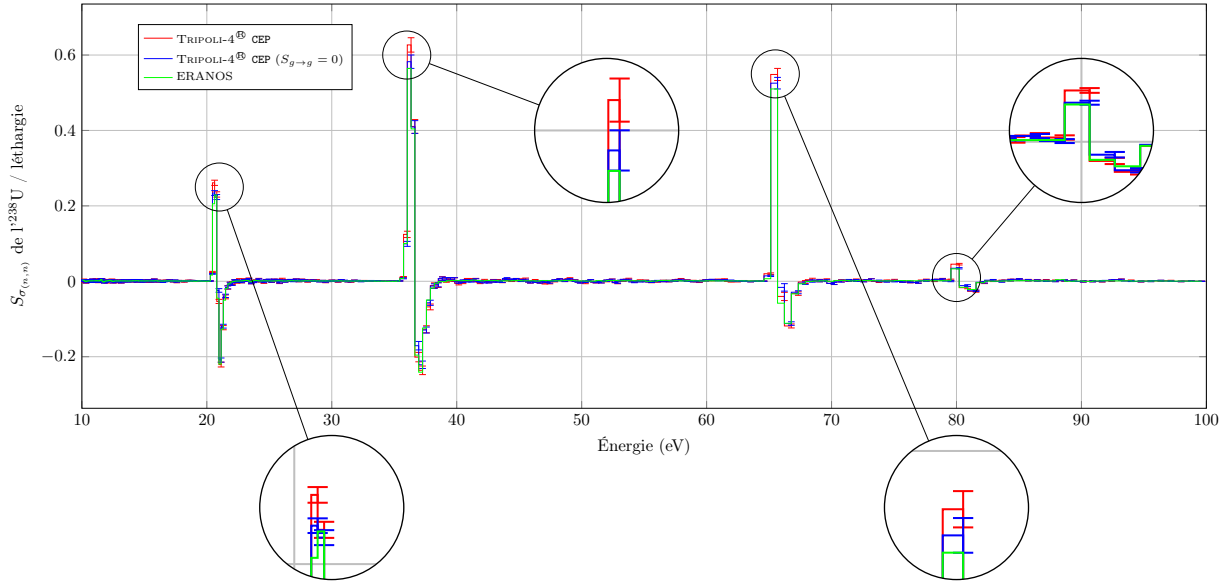 TRIPOLI-4® CEP
TRIPOLI-4® CEP (S_{g→g} = 0)
ERANOS
S_{σ_{(n,n)}} de l'²³⁸U / léthargie
0.6
0.4
0.2
0
−0.2
10 20 30 40 50 60 70 80 90 100
Énergie (eV)